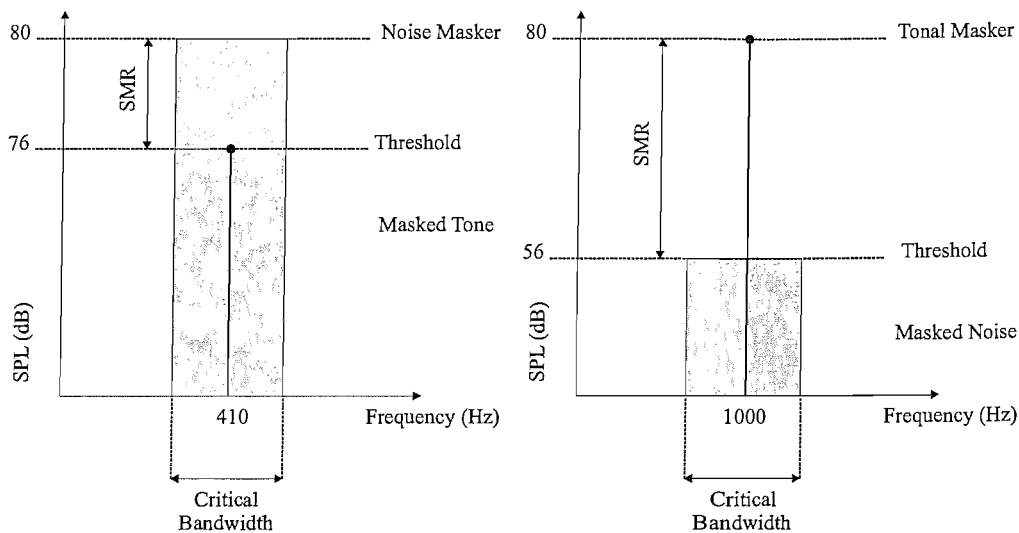 80
Noise Masker
SMR
76
Threshold
Masked Tone
SPL (dB)
410
Frequency (Hz)
Critical
Bandwidth
80
Tonal Masker
SMR
56
Threshold
Masked Noise
SPL (dB)
1000
Frequency (Hz)
Critical
Bandwidth